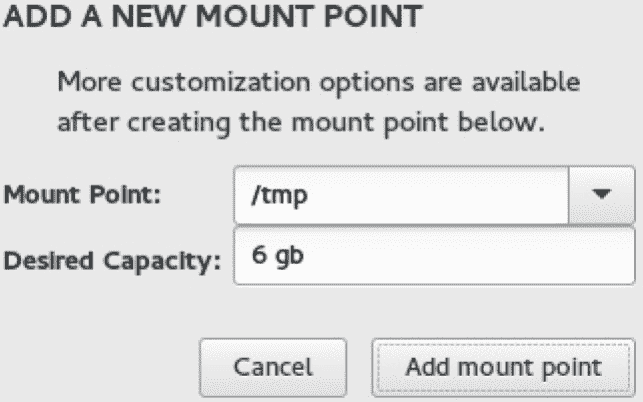 ADD A NEW MOUNT POINT
More customization options are available
after creating the mount point below.
Mount Point: /tmp
Desired Capacity: 6 gb
Cancel Add mount point